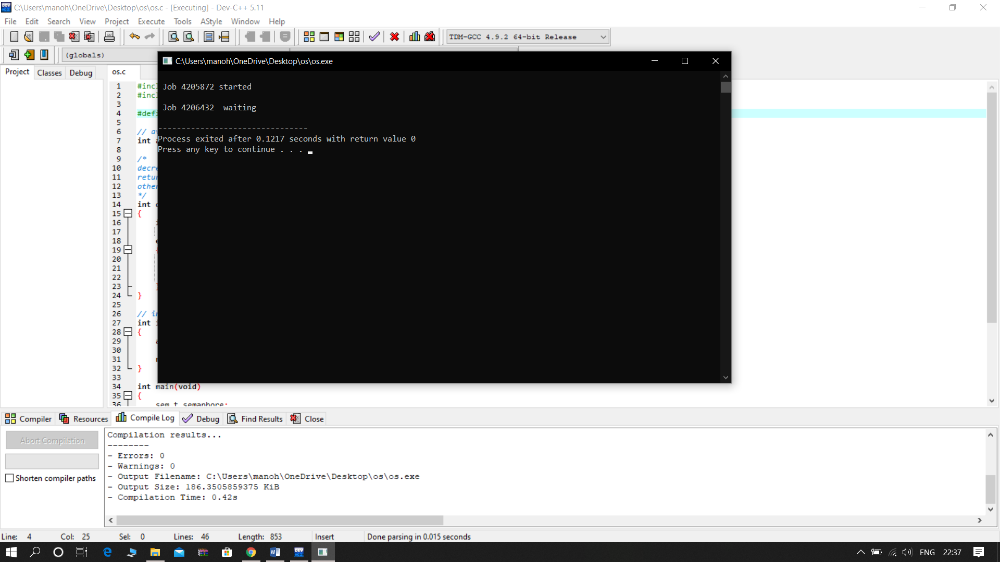 C:\Users\manoh\OneDrive\Desktop\os\os.c - [Executing] - Dev-C++ 5.11
File Edit Search View Project Execute Tools AStyle Window Help
TDM-GCC 4.9.2 64-bit Release
(globals)
Project Classes Debug
os.c
C:\Users\manoh\OneDrive\Desktop\os\os.exe
Job 4205872 started
Job 4206432  waiting
--------------------------------
Process exited after 0.1217 seconds with return value 0
Press any key to continue . . .
1
2
3
4
5
6 //
7 int
8
9 /*
10
11
12
13 */
14 int
15 {
16
17
18
19
20
21
22
23
24 }
25
26 //
27 int
28 {
29
30
31
32 }
33
34 int main(void)
35 {
36 sem_t semaphore;
Compiler Resources Compile Log Debug Find Results Close
Abort Compilation
Shorten compiler paths
Compilation results...
--------
- Errors: 0
- Warnings: 0
- Output Filename: C:\Users\manoh\OneDrive\Desktop\os\os.exe
- Output Size: 186.3505859375 KiB
- Compilation Time: 0.42s
Line: 4 Col: 25 Sel: 0 Lines: 46 Length: 853 Insert Done parsing in 0.015 seconds
ENG 22:37